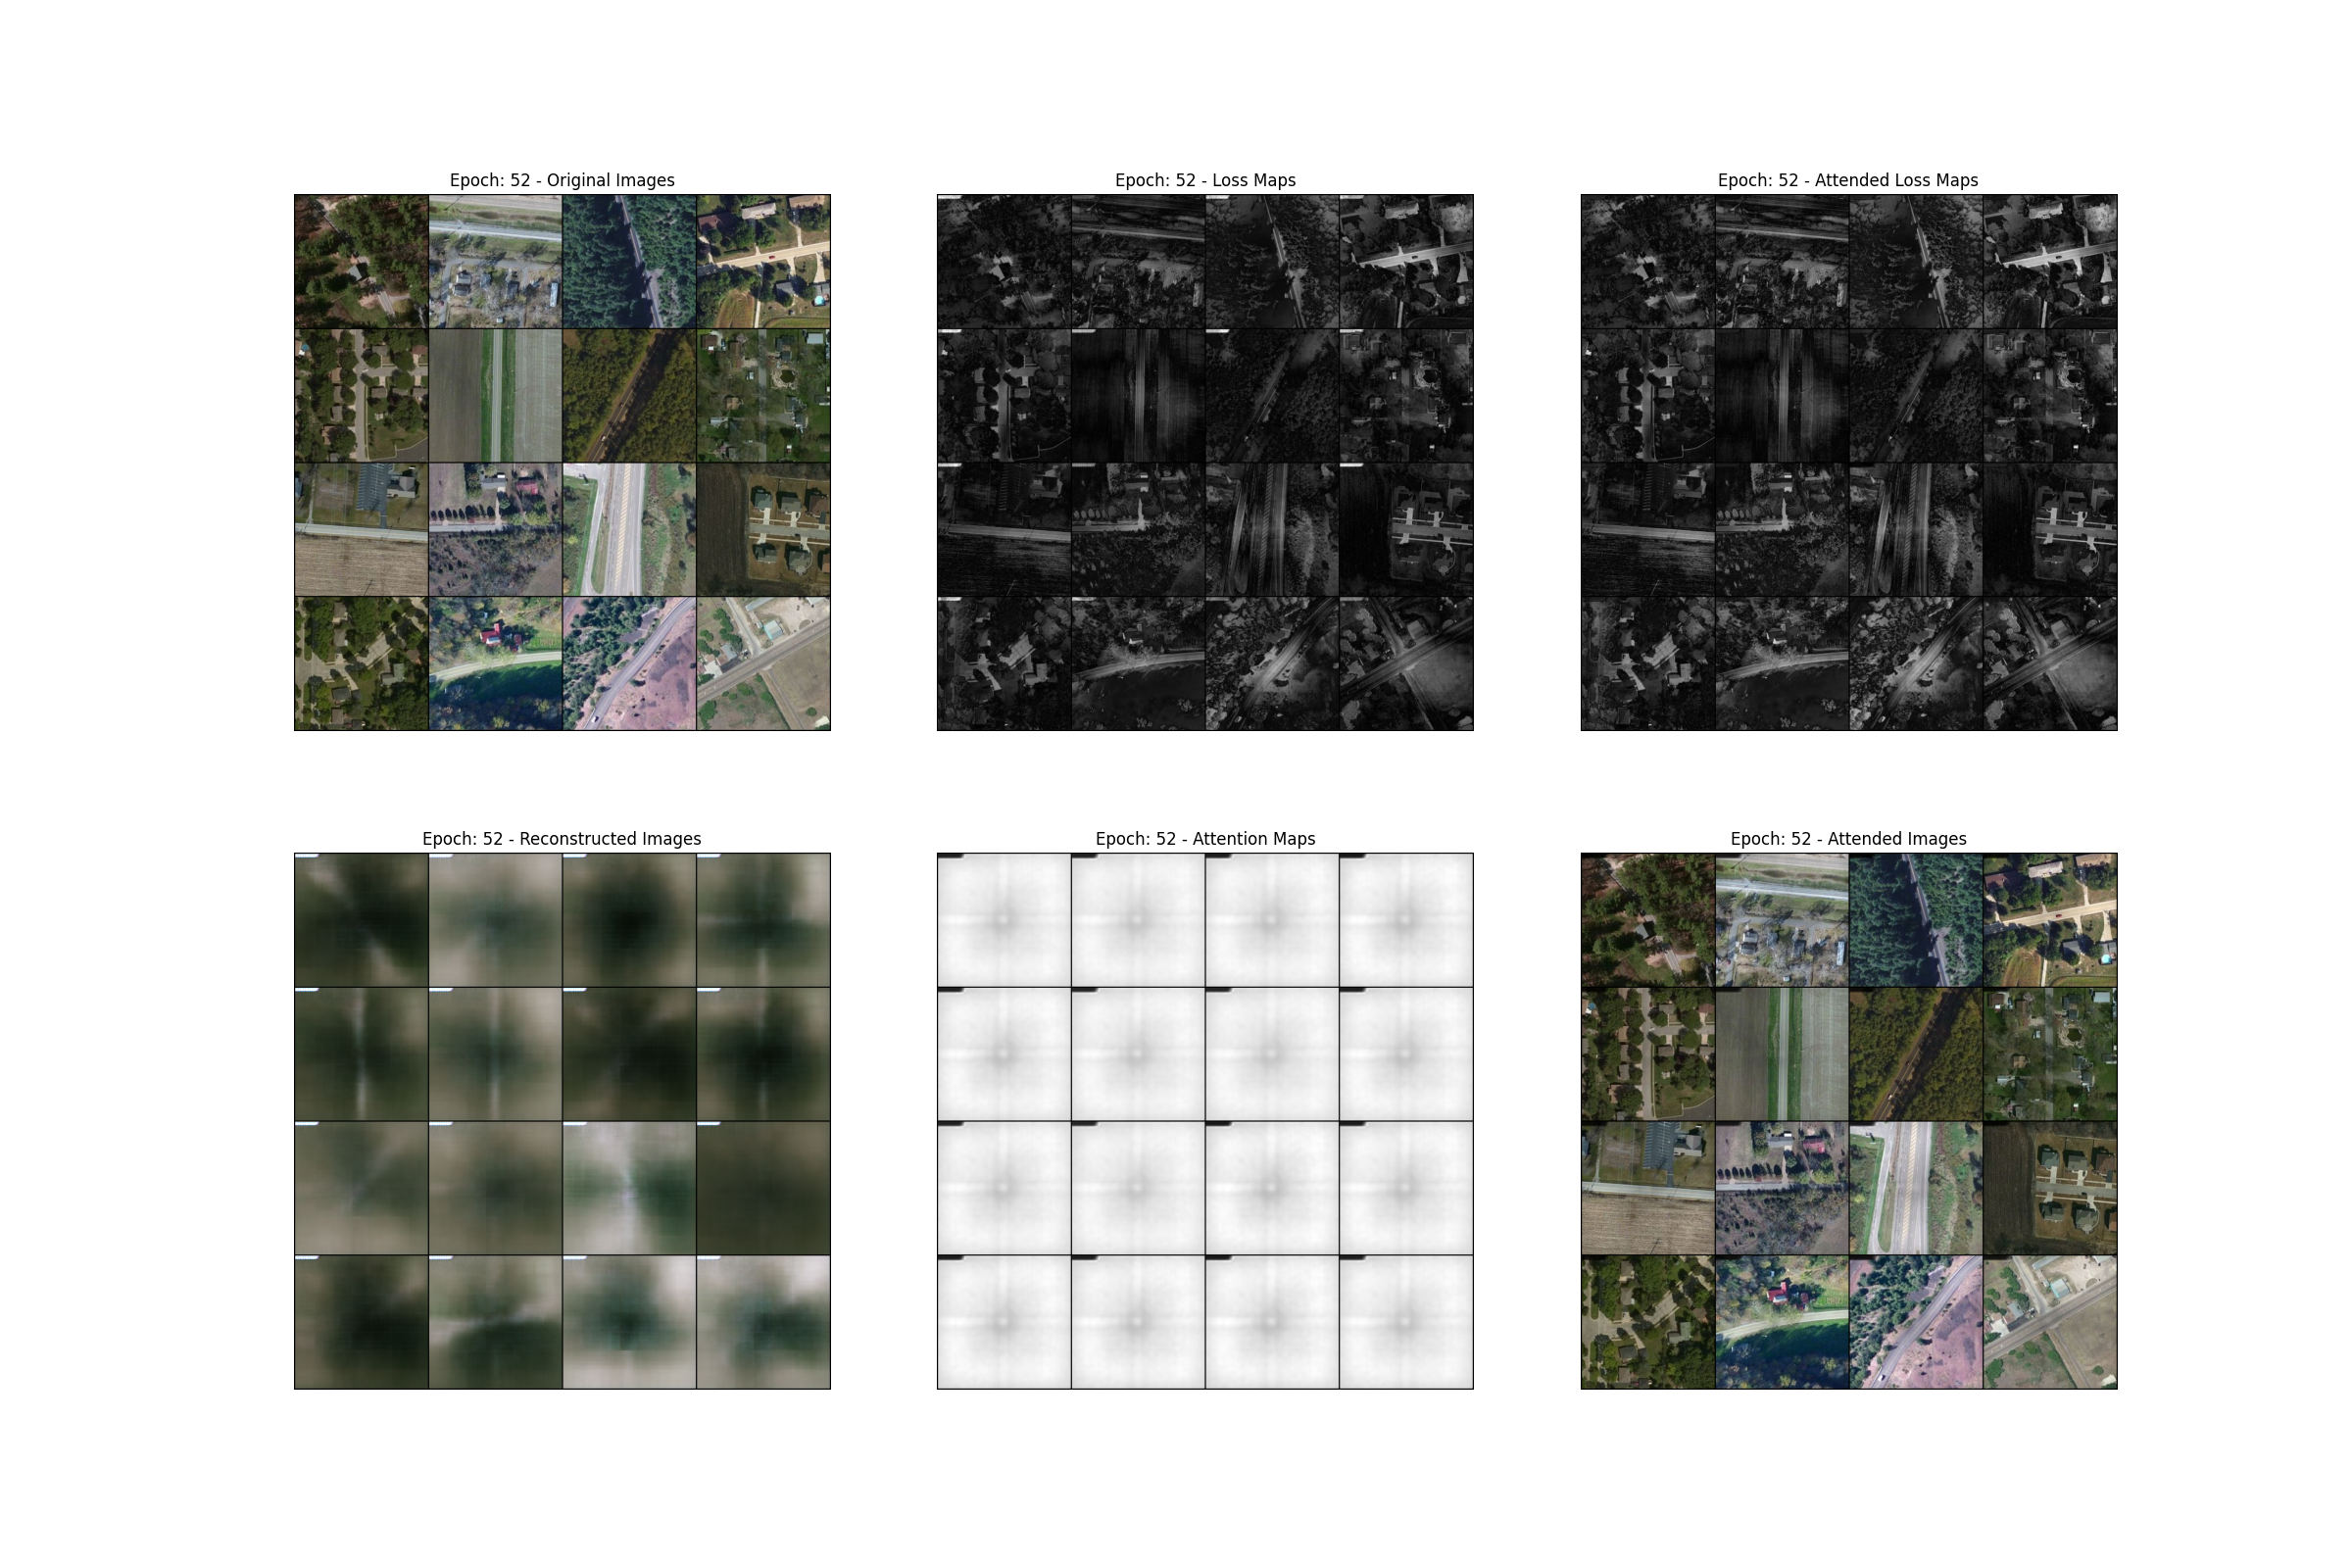 Epoch: 52 - Original Images
Epoch: 52 - Loss Maps
Epoch: 52 - Attended Loss Maps
Epoch: 52 - Reconstructed Images
Epoch: 52 - Attention Maps
Epoch: 52 - Attended Images